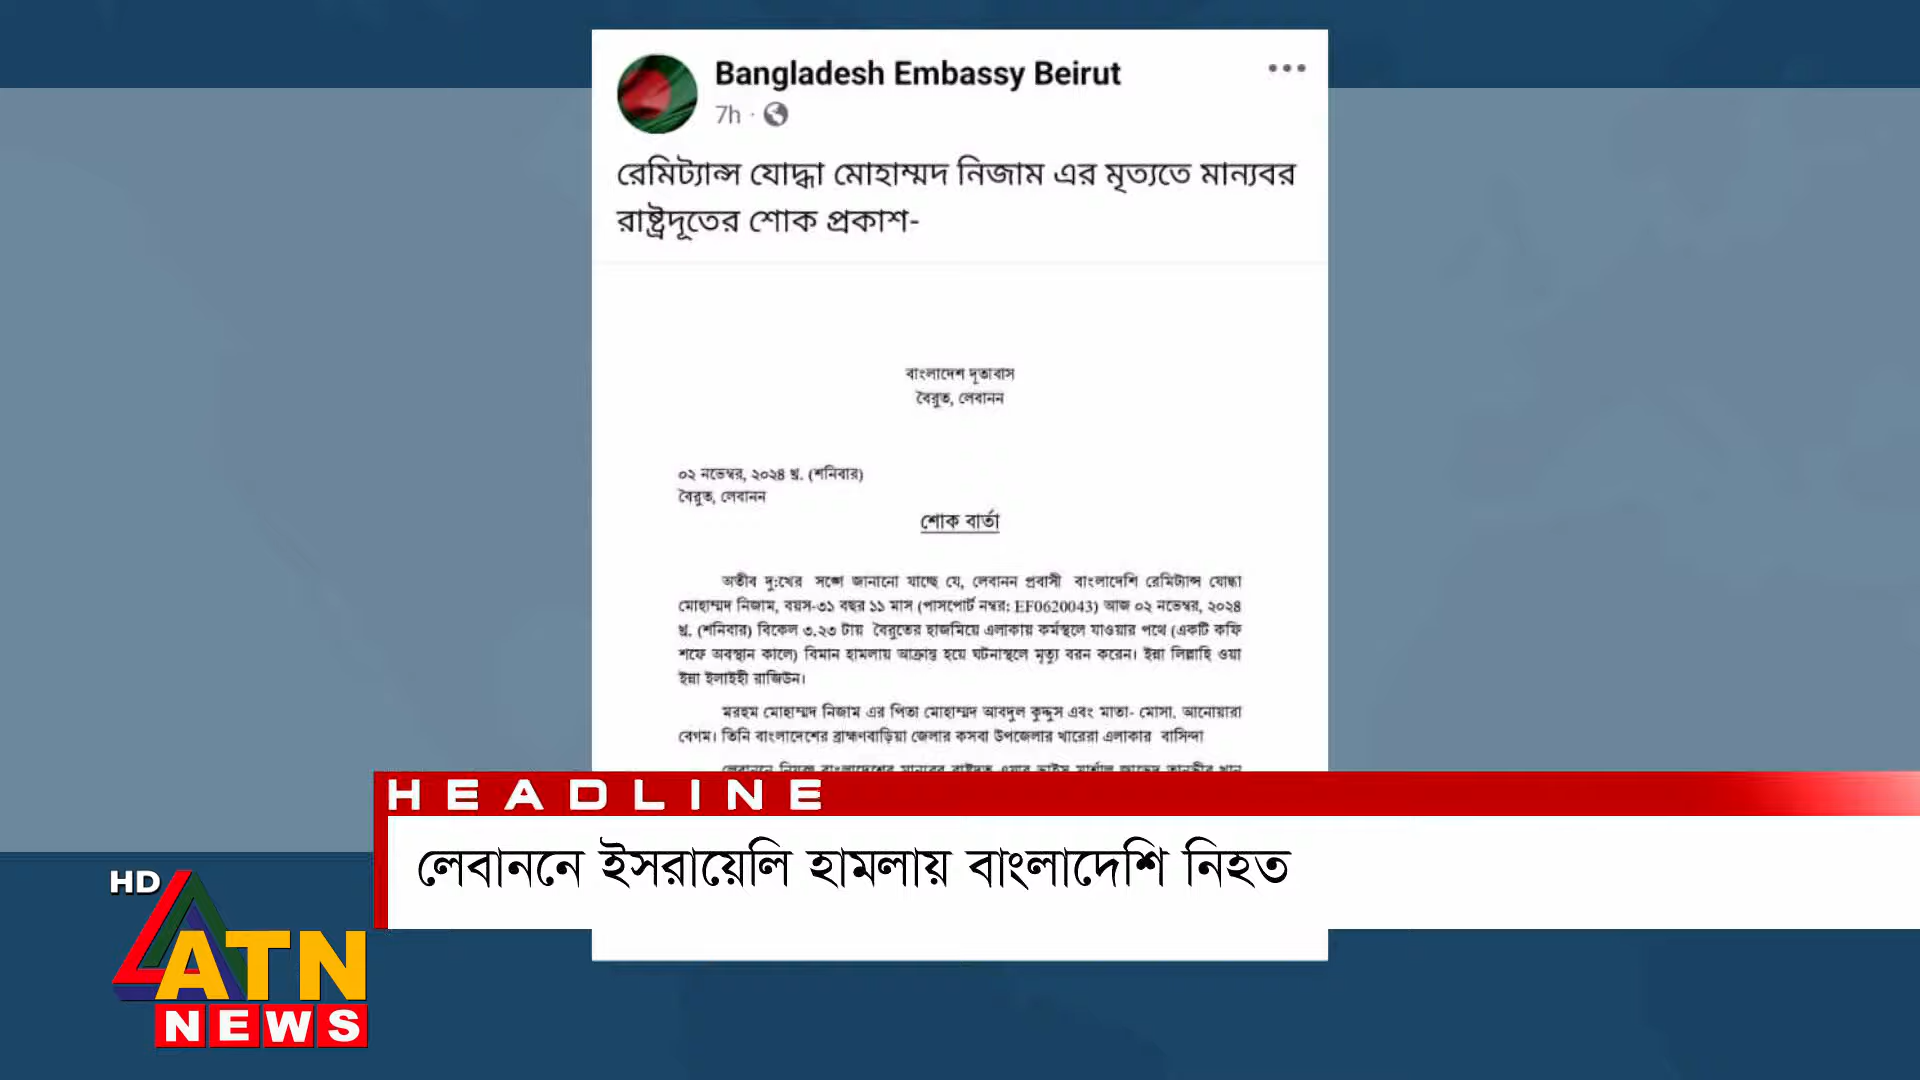 Bangladesh Embassy Beirut
7h ·
রেমিট্যান্স যোদ্ধা মোহাম্মদ নিজাম এর মৃত্যতে মান্যবর
রাষ্ট্রদূতের শোক প্রকাশ-
বাংলাদেশ দূতাবাস
বৈরুত, লেবানন
০২ নভেম্বর, ২০২৪ খ্র. (শনিবার)
বৈরুত, লেবানন
শোক বার্তা
অতীব দু:খের সঙ্গে জানানো যাচ্ছে যে, লেবানন প্রবাসী বাংলাদেশি রেমিট্যান্স যোদ্ধা
মোহাম্মদ নিজাম, বয়স-৩১ বছর ১১ মাস (পাসপোর্ট নম্বর: EF0620043) আজ ০২ নভেম্বর, ২০২৪
খ্র. (শনিবার) বিকেল ৩.২৩ টায় বৈরুতের হাজমিয়ে এলাকায় কর্মস্থলে যাওয়ার পথে (একটি কফি
শফে অবস্থান কালে) বিমান হামলায় আক্রান্ত হয়ে ঘটনাস্থলে মৃত্যু বরন করেন। ইন্না লিল্লাহি ওয়া
ইন্না ইলাইহী রাজিউন।
মরহুম মোহাম্মদ নিজাম এর পিতা মোহাম্মদ আবদুল কুদ্দুস এবং মাতা- মোসা. আনোয়ারা
বেগম। তিনি বাংলাদেশের ব্রাহ্মণবাড়িয়া জেলার কসবা উপজেলার খারেরা এলাকার বাসিন্দা
HEADLINE
লেবাননে ইসরায়েলি হামলায় বাংলাদেশি নিহত
HD
ATN
NEWS